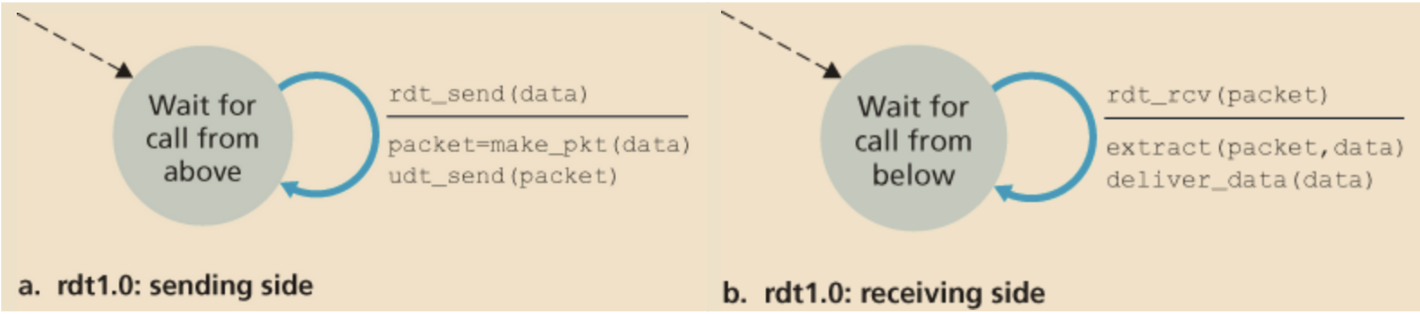 Wait for
call from
above
rdt_send(data)
packet=make_pkt(data)
udt_send(packet)
a. rdt1.0: sending side
Wait for
call from
below
rdt_rcv(packet)
extract(packet,data)
deliver_data(data)
b. rdt1.0: receiving side